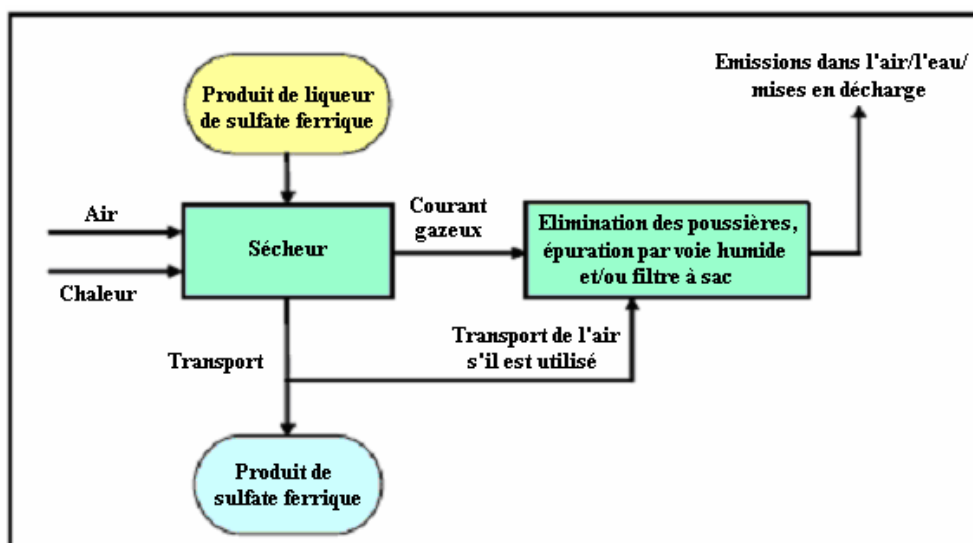 Emissions dans l'air/l'eau/
mises en décharge
Produit de liqueur
de sulfate ferrique
Air
Chaleur
Sécheur
Courant
gazeux
Elimination des poussières,
épuration par voie humide
et/ou filtre à sac
Transport
Transport de l'air
s'il est utilisé
Produit de
sulfate ferrique